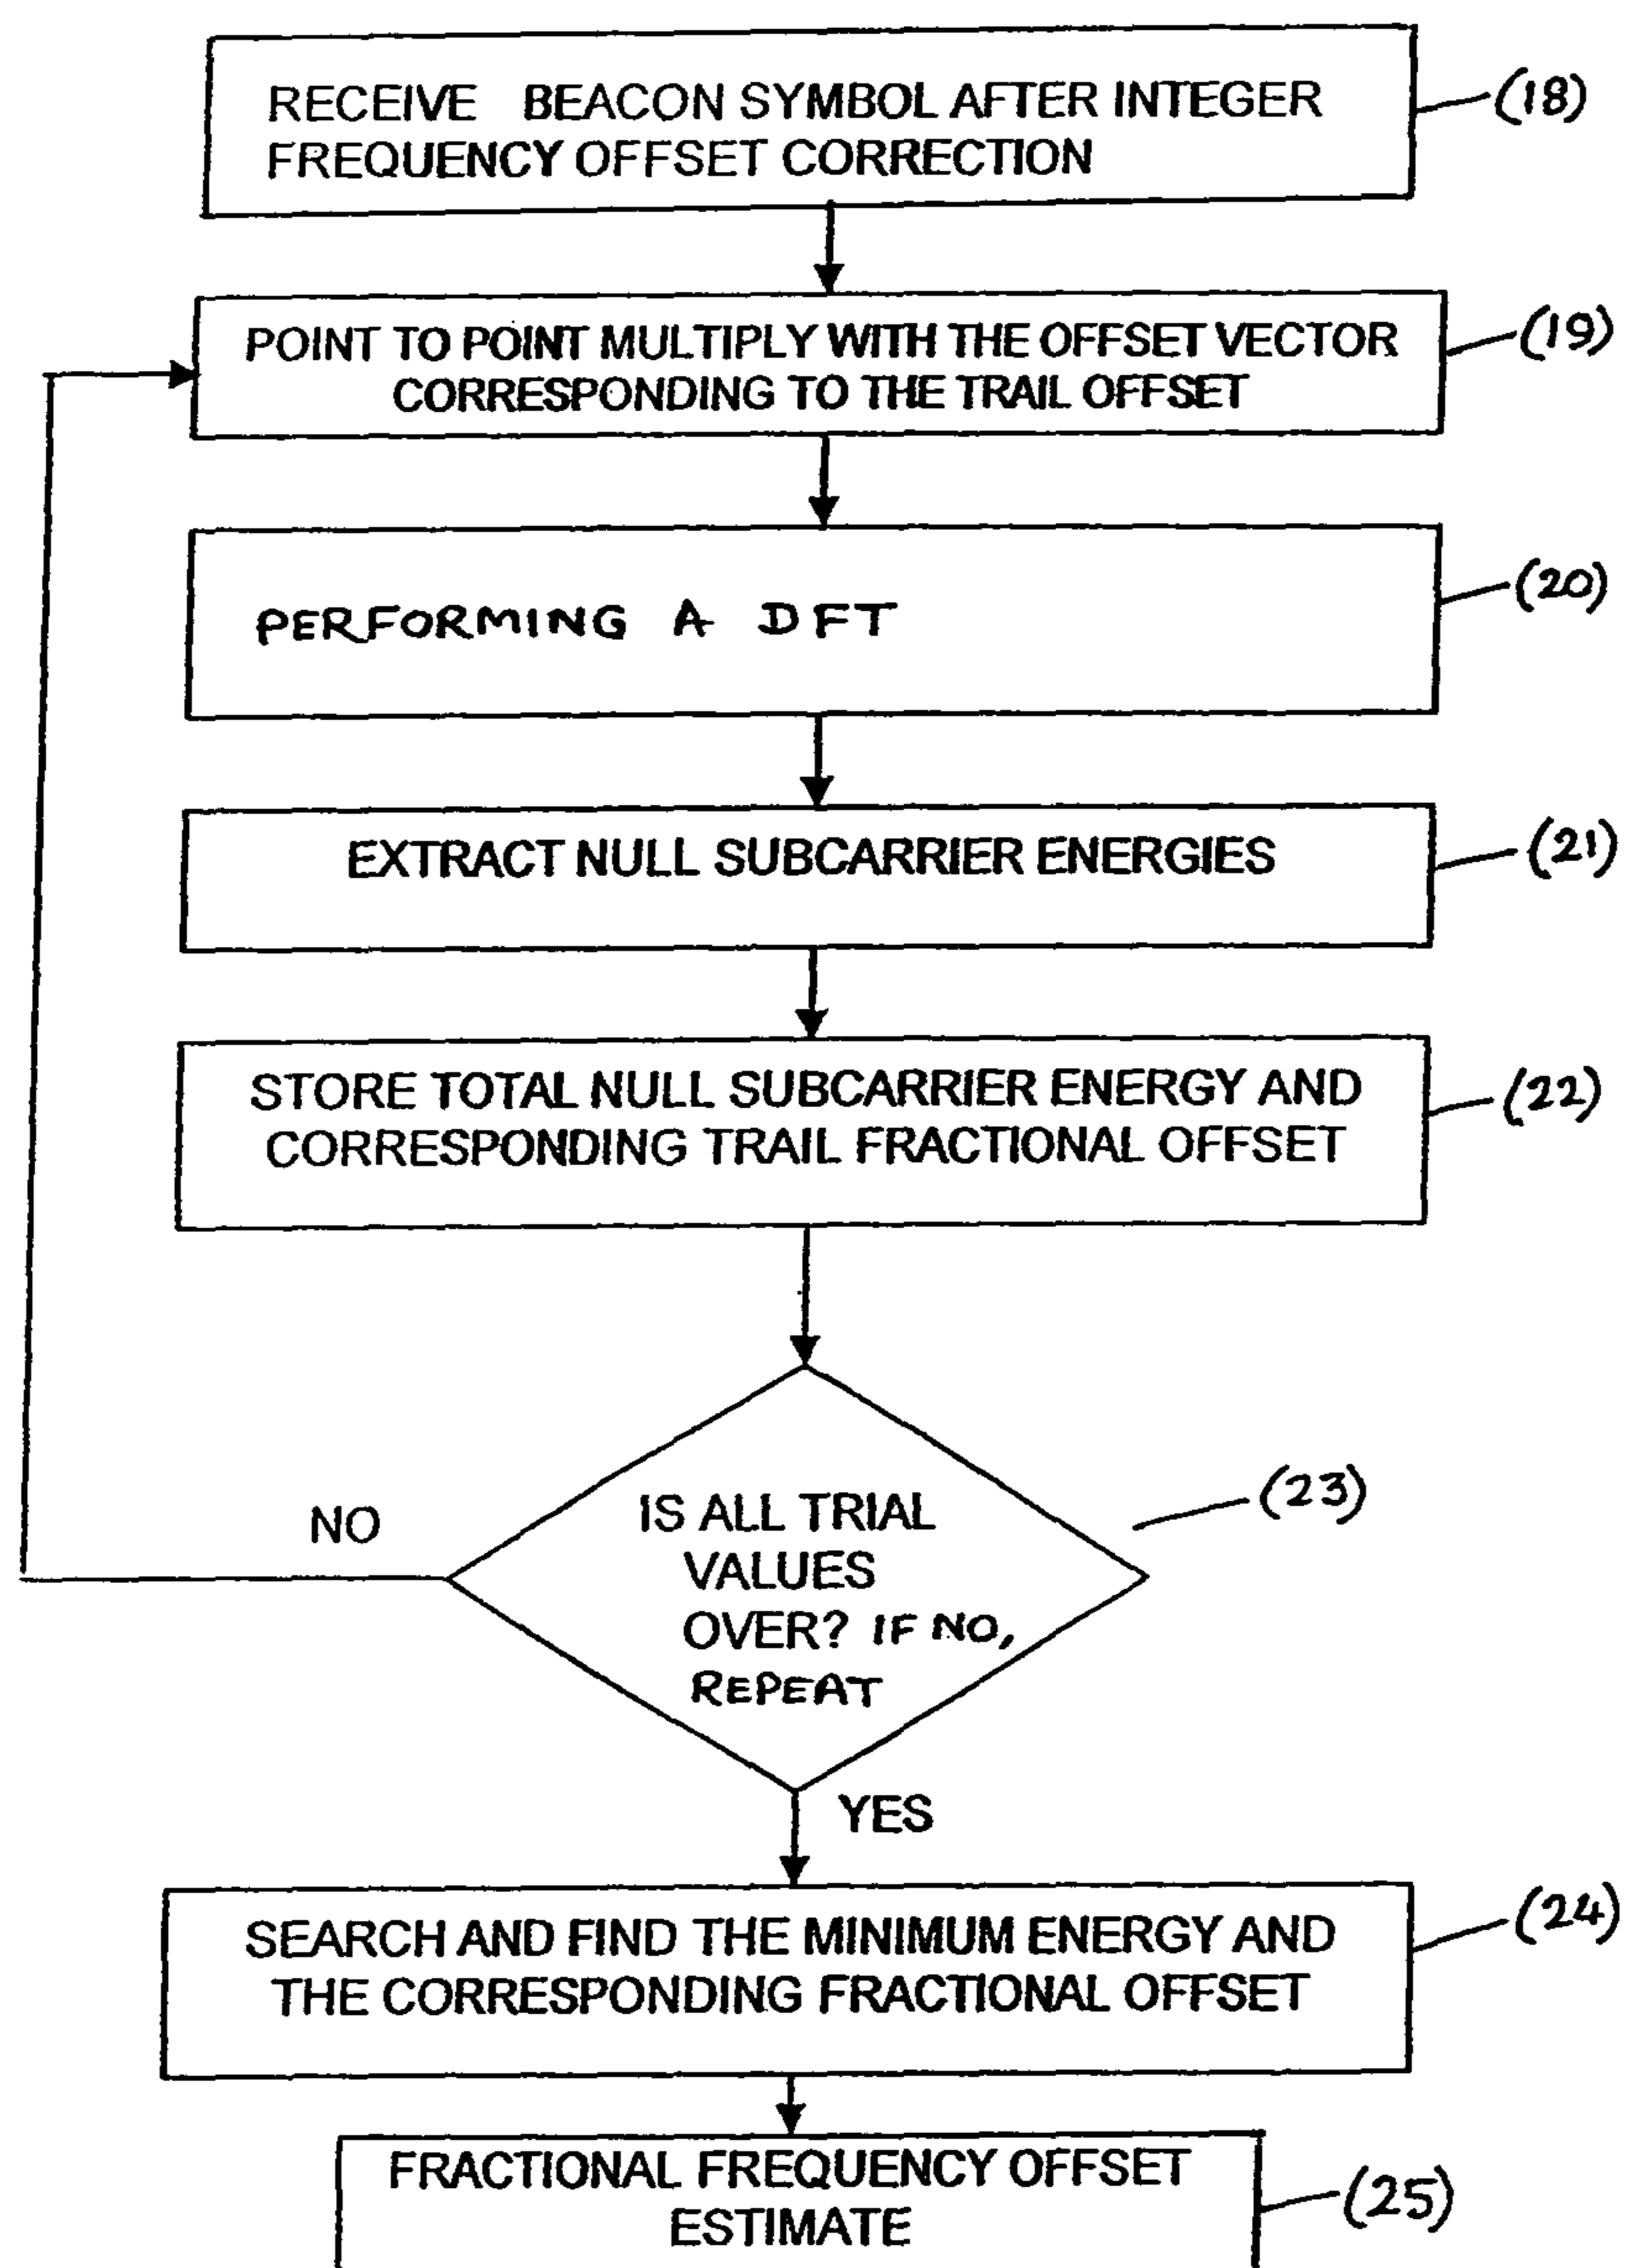 RECEIVE BEACON SYMBOL AFTER INTEGER
FREQUENCY OFFSET CORRECTION
(18)
POINT TO POINT MULTIPLY WITH THE OFFSET VECTOR
CORRESPONDING TO THE TRAIL OFFSET
(19)
PERFORMING A DFT
(20)
EXTRACT NULL SUBCARRIER ENERGIES
(21)
STORE TOTAL NULL SUBCARRIER ENERGY AND
CORRESPONDING TRAIL FRACTIONAL OFFSET
(22)
NO
IS ALL TRIAL
VALUES
OVER? IF NO,
REPEAT
(23)
YES
SEARCH AND FIND THE MINIMUM ENERGY AND
THE CORRESPONDING FRACTIONAL OFFSET
(24)
FRACTIONAL FREQUENCY OFFSET
ESTIMATE
(25)